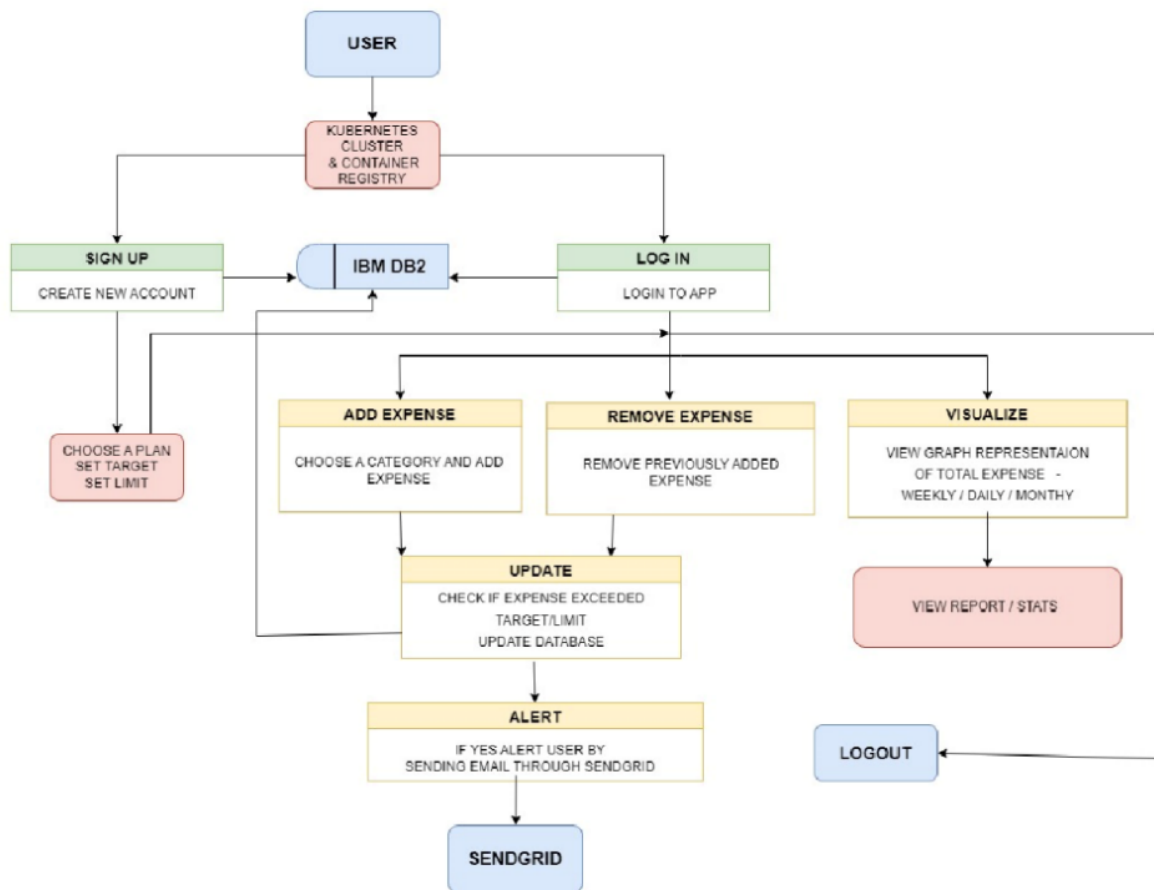 USER
KUBERNETES
CLUSTER
& CONTAINER
REGISTRY
SIGN UP
CREATE NEW ACCOUNT
IBM DB2
LOG IN
LOGIN TO APP
CHOOSE A PLAN
SET TARGET
SET LIMIT
ADD EXPENSE
CHOOSE A CATEGORY AND ADD
EXPENSE
REMOVE EXPENSE
REMOVE PREVIOUSLY ADDED
EXPENSE
VISUALIZE
VIEW GRAPH REPRESENTAION
OF TOTAL EXPENSE -
WEEKLY / DAILY / MONTHY
UPDATE
CHECK IF EXPENSE EXCEEDED
TARGET/LIMIT
UPDATE DATABASE
VIEW REPORT / STATS
ALERT
IF YES ALERT USER BY
SENDING EMAIL THROUGH SENDGRID
LOGOUT
SENDGRID